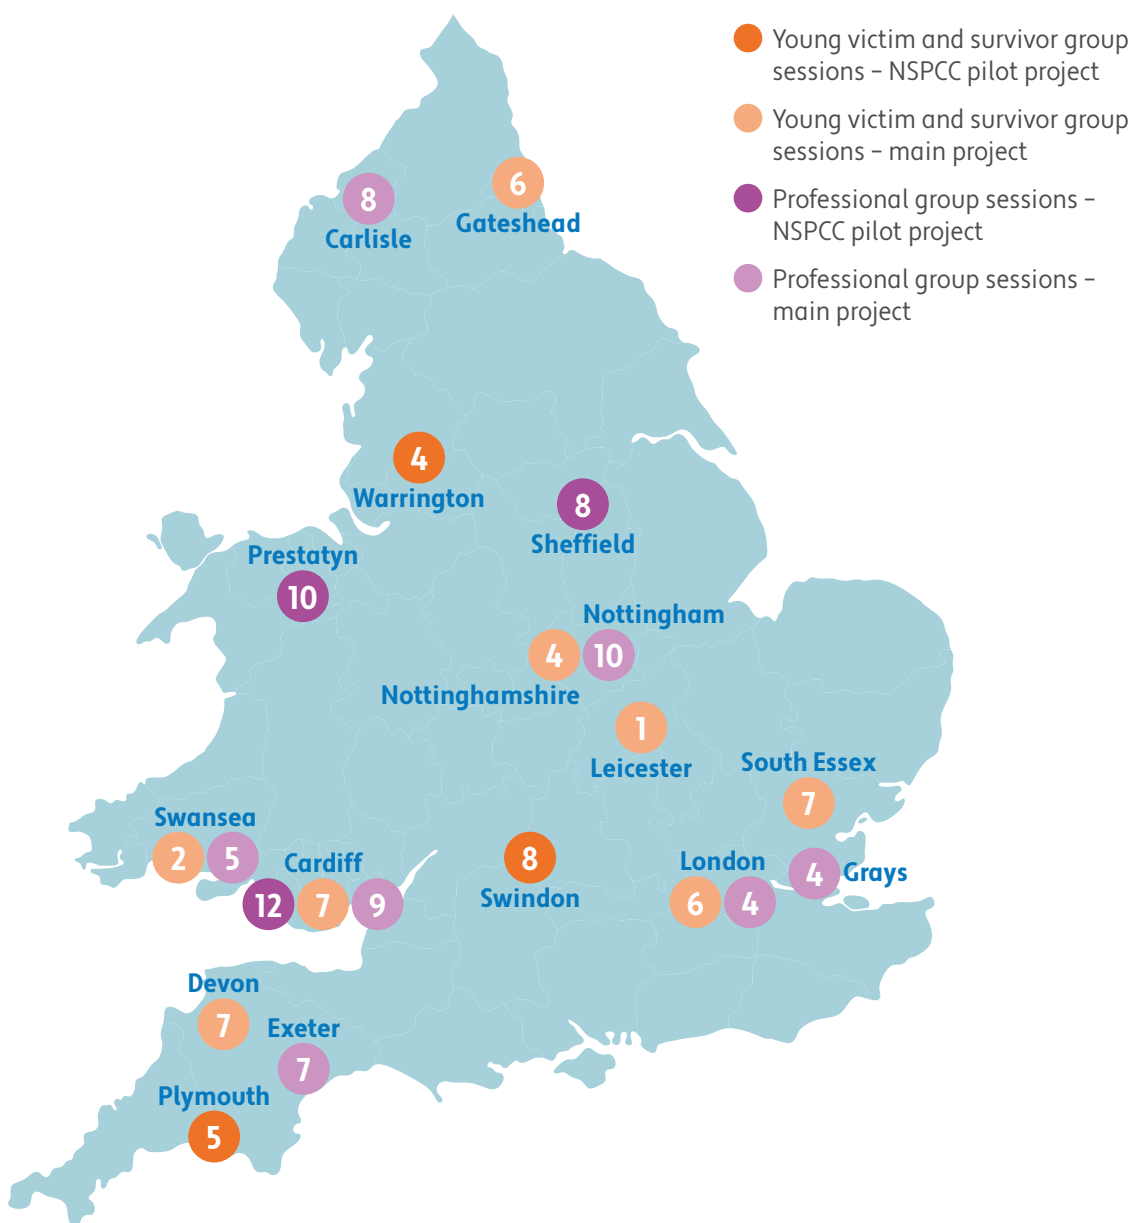 Young victim and survivor group
sessions – NSPCC pilot project
Young victim and survivor group
sessions – main project
Professional group sessions –
NSPCC pilot project
Professional group sessions –
main project
6
Gateshead
8
Carlisle
4
Warrington
8
Sheffield
Prestatyn
10
Nottingham
4 10
Nottinghamshire
1
Leicester
South Essex
7
Swansea
2 5
Cardiff
12 7 9
8
Swindon
London
6 4
4 Grays
Devon
7
Exeter
7
Plymouth
5